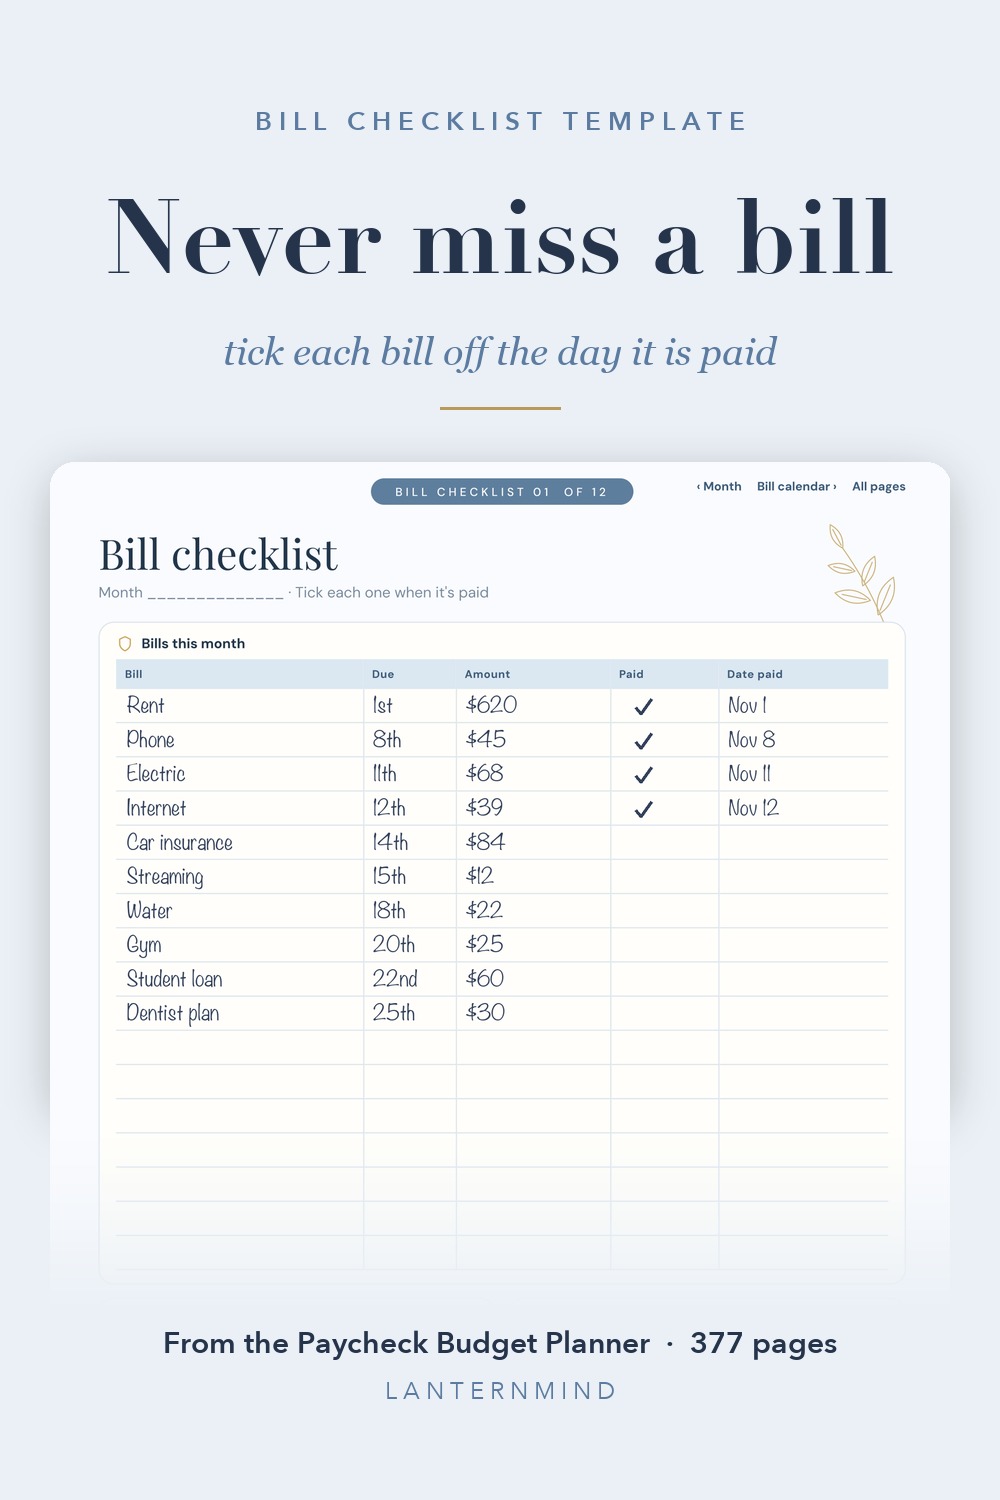 BILL CHECKLIST TEMPLATE
Never miss a bill
tick each bill off the day it is paid
BILL CHECKLIST 01 OF 12
‹ Month Bill calendar › All pages
Bill checklist
Month ______________ · Tick each one when it's paid
Bills this month
Bill Due Amount Paid Date paid
Rent 1st $620 ✓ Nov 1
Phone 8th $45 ✓ Nov 8
Electric 11th $68 ✓ Nov 11
Internet 12th $39 ✓ Nov 12
Car insurance 14th $84
Streaming 15th $12
Water 18th $22
Gym 20th $25
Student loan 22nd $60
Dentist plan 25th $30
From the Paycheck Budget Planner · 377 pages
LANTERNMIND